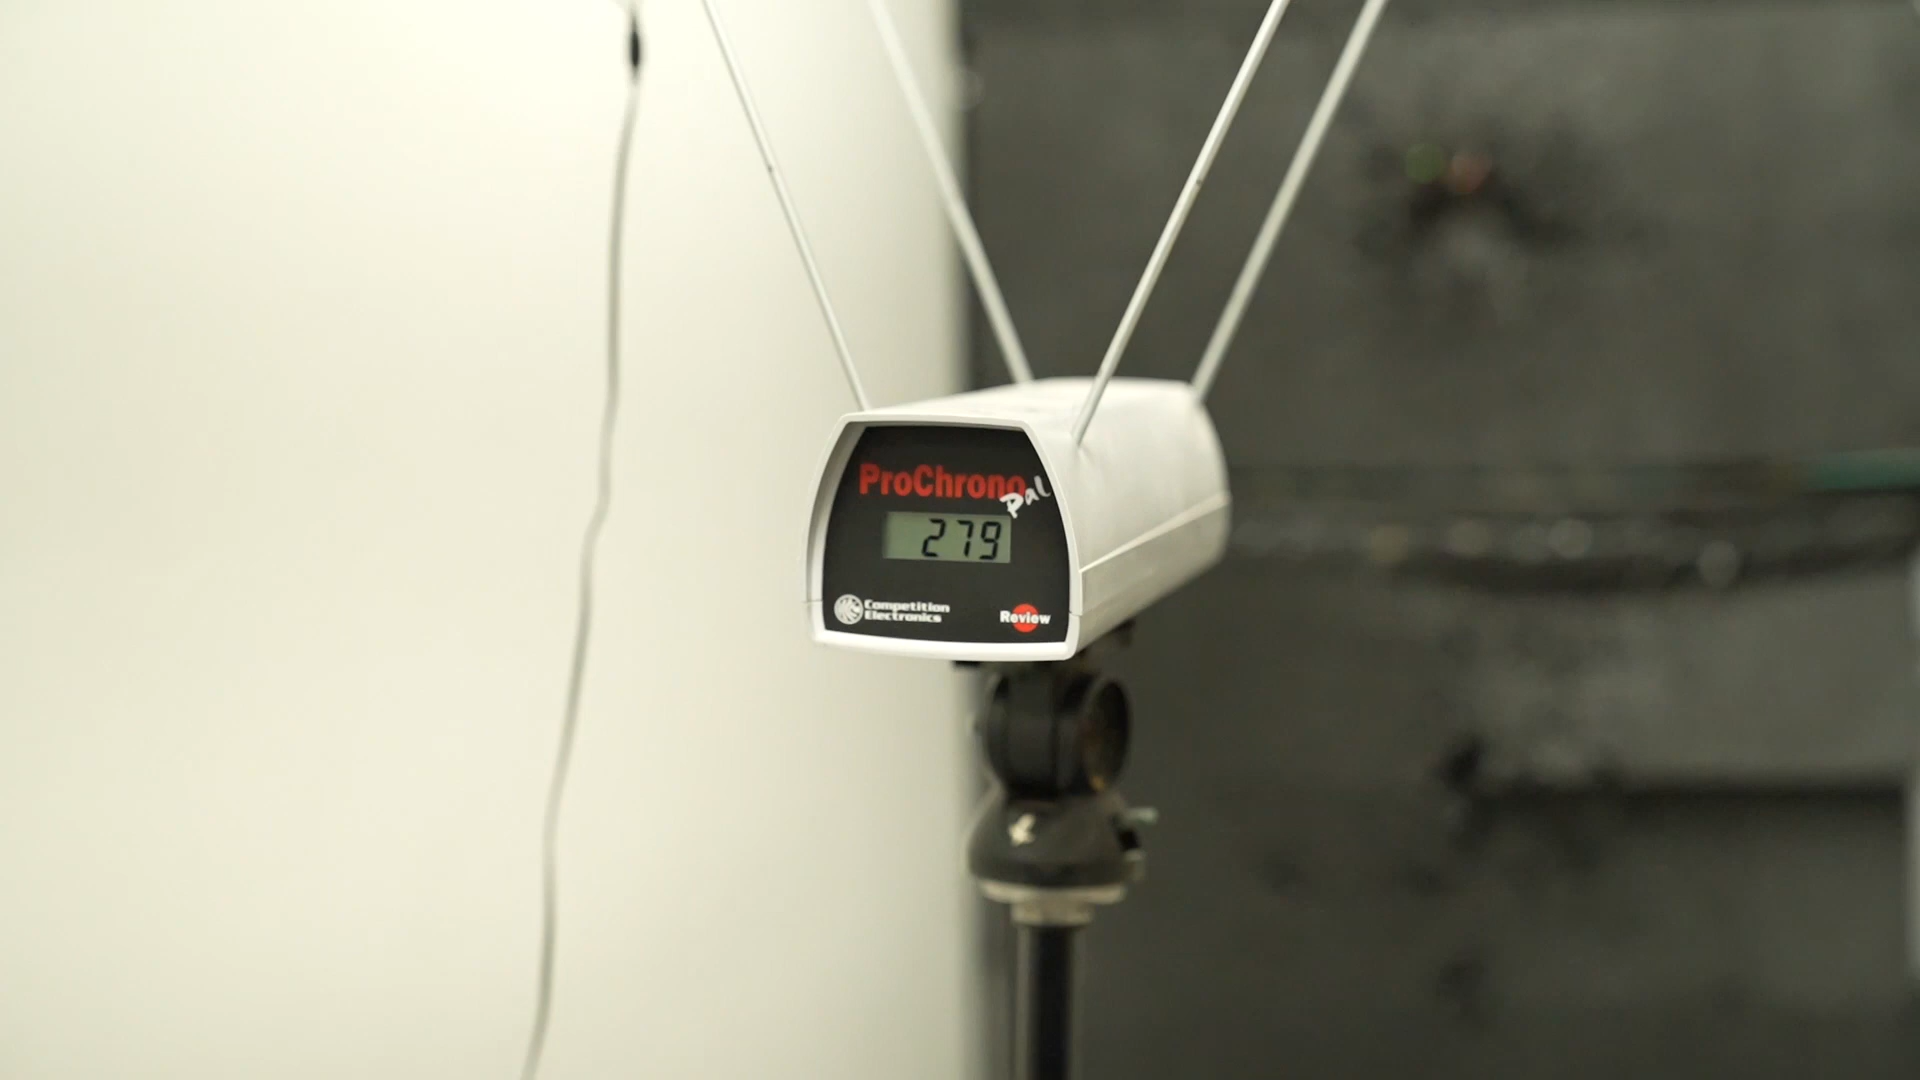 ProChrono
Pal
279
Competition
Electronics
Review